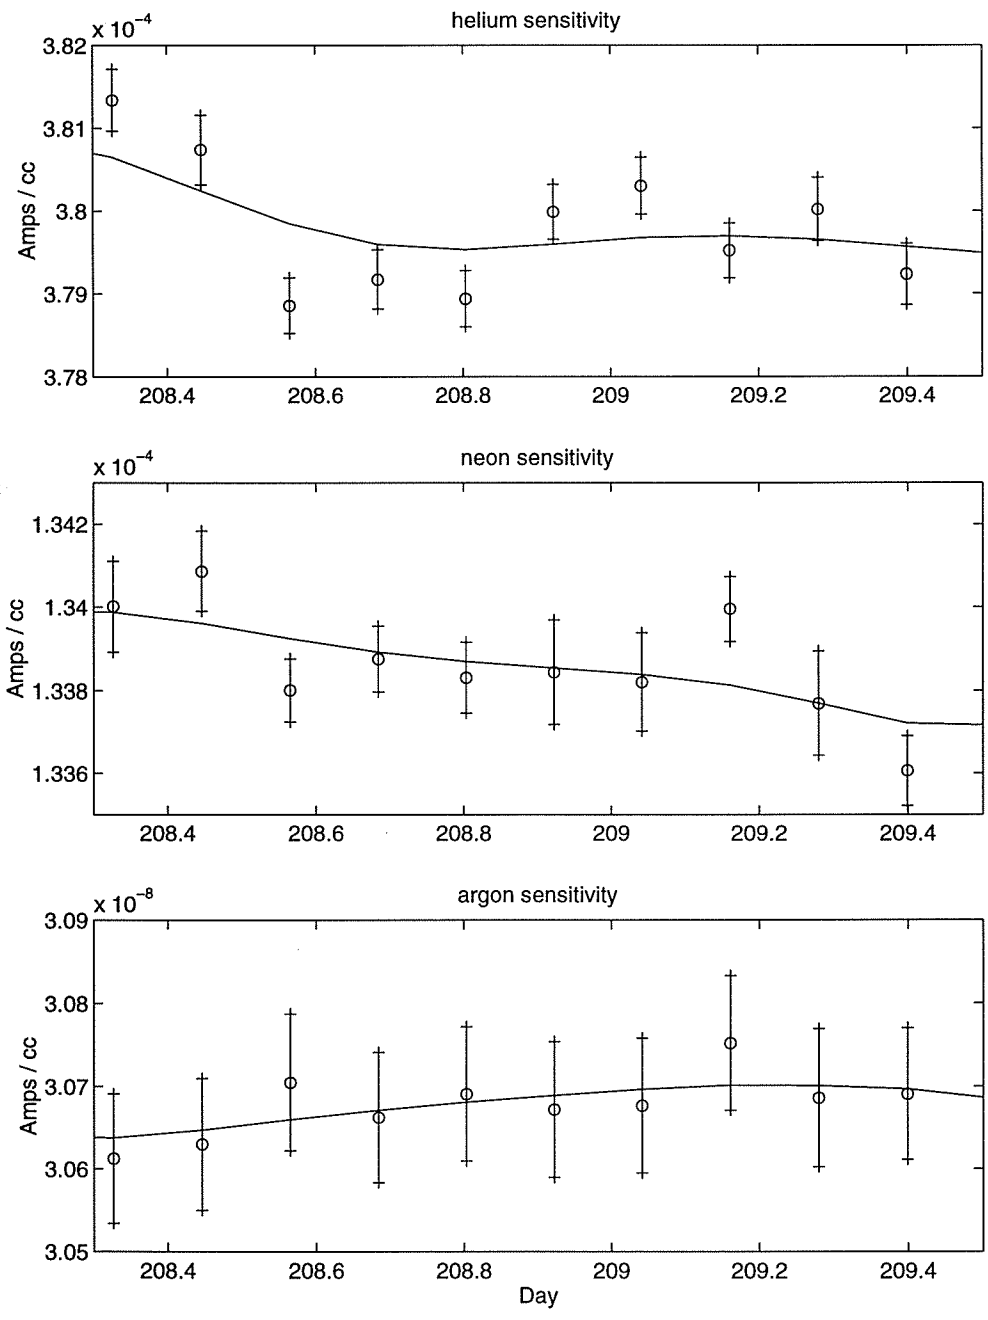 helium sensitivity
x 10⁻⁴
3.82
3.81
3.8
3.79
3.78
Amps / cc
208.4 208.6 208.8 209 209.2 209.4
neon sensitivity
x 10⁻⁴
1.342
1.34
1.338
1.336
Amps / cc
208.4 208.6 208.8 209 209.2 209.4
argon sensitivity
x 10⁻⁸
3.09
3.08
3.07
3.06
3.05
Amps / cc
208.4 208.6 208.8 209 209.2 209.4
Day